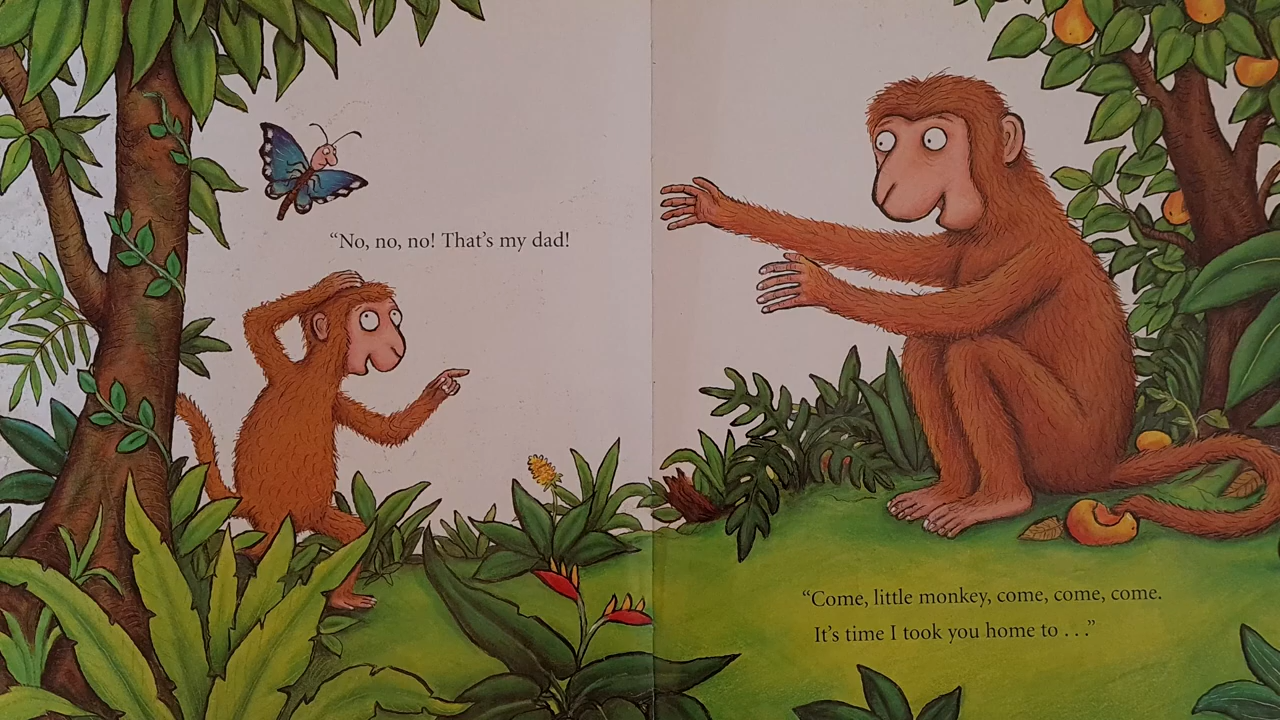 “No, no, no! That’s my dad!
“Come, little monkey, come, come, come.
It’s time I took you home to . . .”